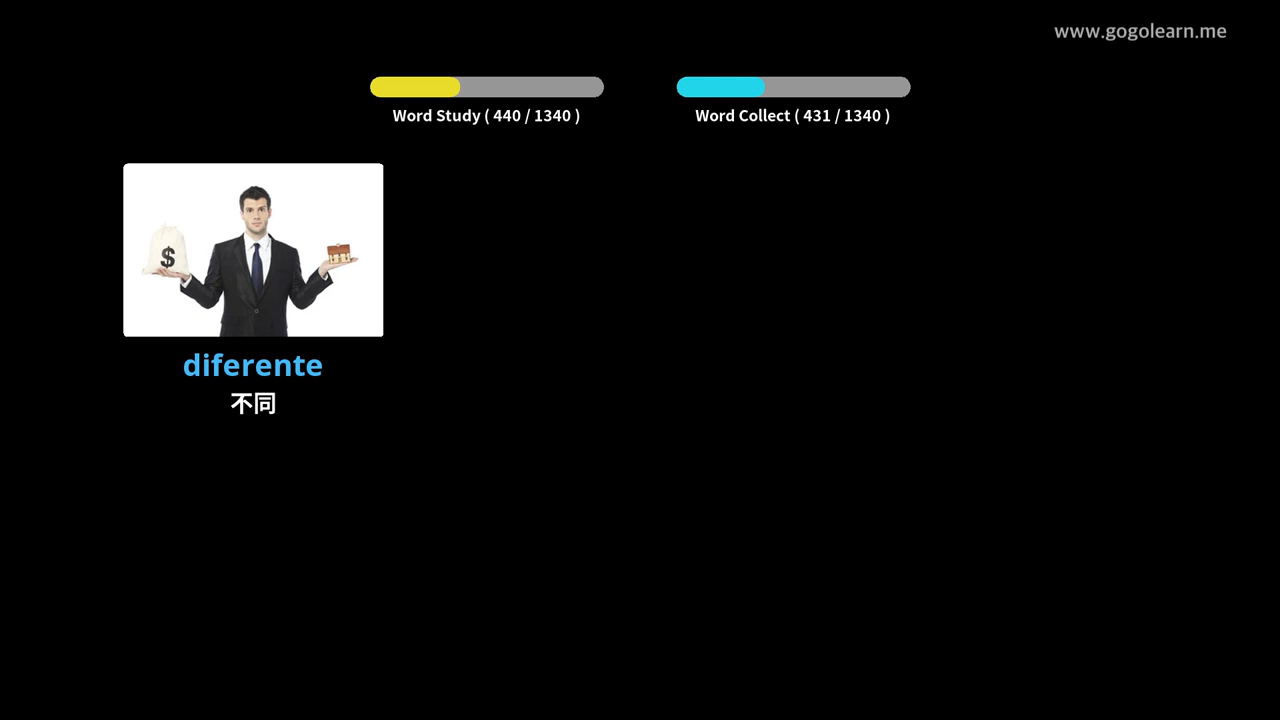 www.gogolearn.me
Word Study ( 440 / 1340 )
Word Collect ( 431 / 1340 )
$
diferente
不同